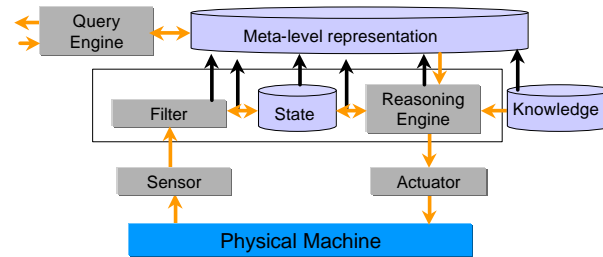 Query
Engine
Meta-level representation
Filter
State
Reasoning
Engine
Knowledge
Sensor
Actuator
Physical Machine